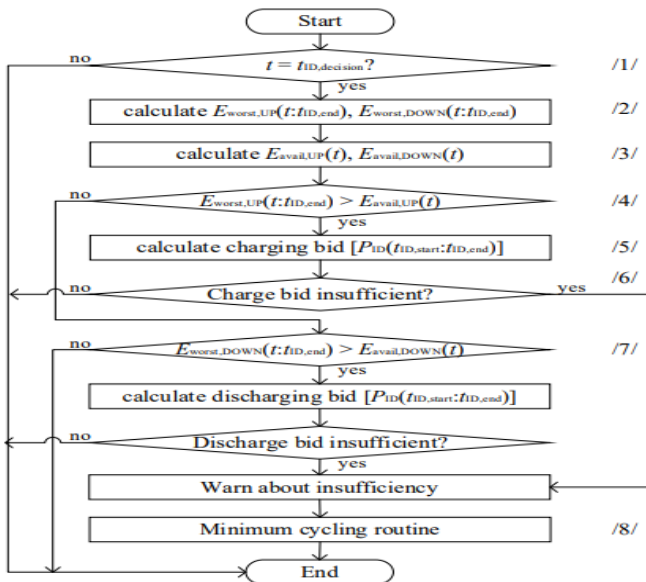 Start
no
t = tID,decision?
/1/
yes
calculate Eworst,UP(t:tID,end), Eworst,DOWN(t:tID,end)
/2/
calculate Eavail,UP(t), Eavail,DOWN(t)
/3/
no
Eworst,UP(t:tID,end) > Eavail,UP(t)
/4/
yes
calculate charging bid [PID(tID,start:tID,end)]
/5/
/6/
no
Charge bid insufficient?
yes
no
Eworst,DOWN(t:tID,end) > Eavail,DOWN(t)
/7/
yes
calculate discharging bid [PID(tID,start:tID,end)]
no
Discharge bid insufficient?
yes
Warn about insufficiency
Minimum cycling routine
/8/
End